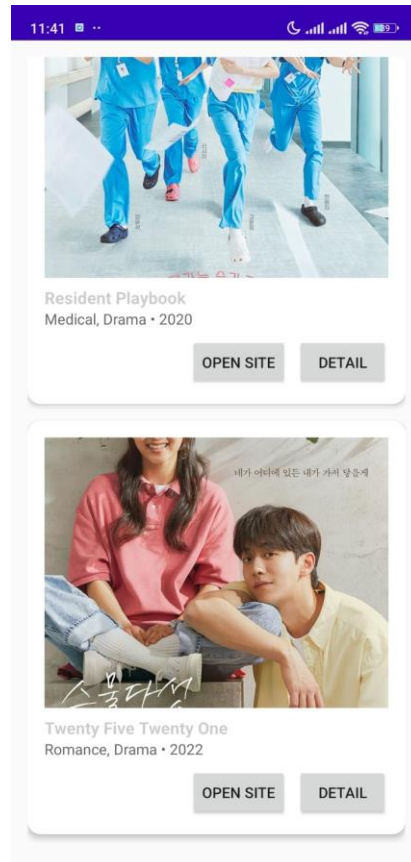 11:41
Resident Playbook
Medical, Drama • 2020
OPEN SITE
DETAIL
네가 어디에 있든 내가 가서 닿을게
스물다섯
Twenty Five Twenty One
Romance, Drama • 2022
OPEN SITE
DETAIL